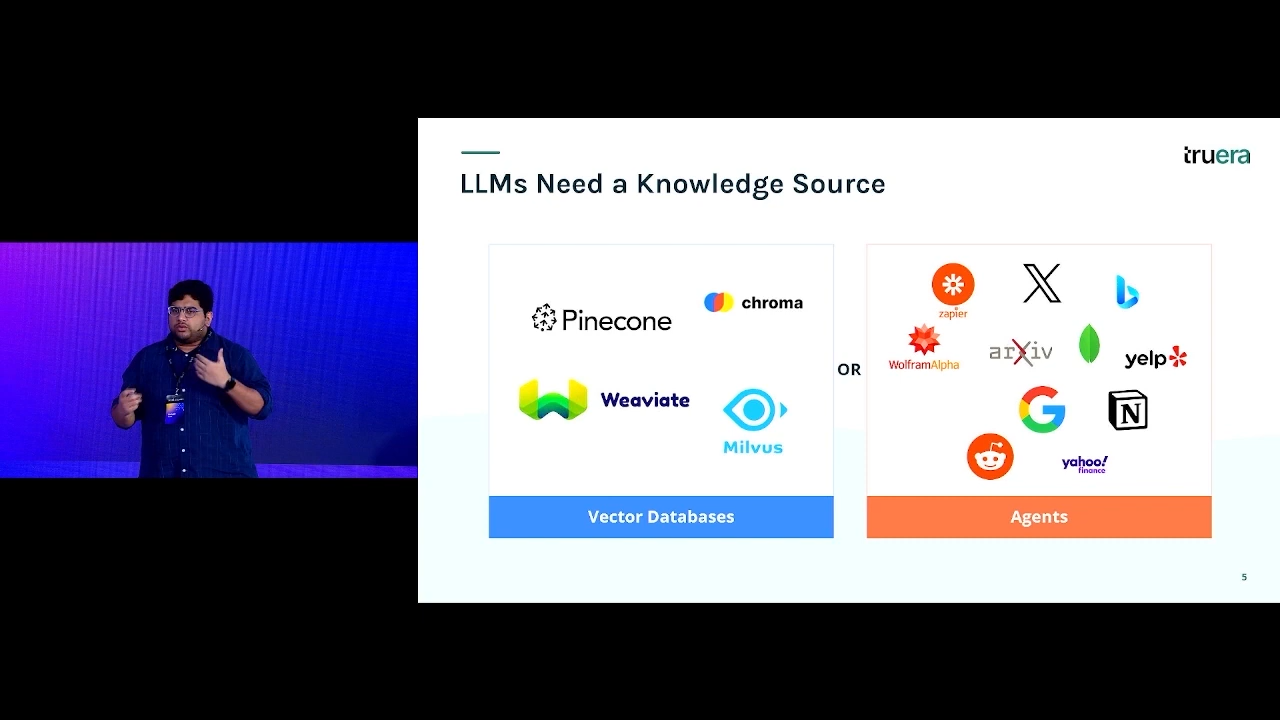 truera
LLMs Need a Knowledge Source
Pinecone
chroma
Weaviate
Milvus
Vector Databases
OR
zapier
X
WolframAlpha
arXiv
yelp
G
N
yahoo!
finance
Agents
5